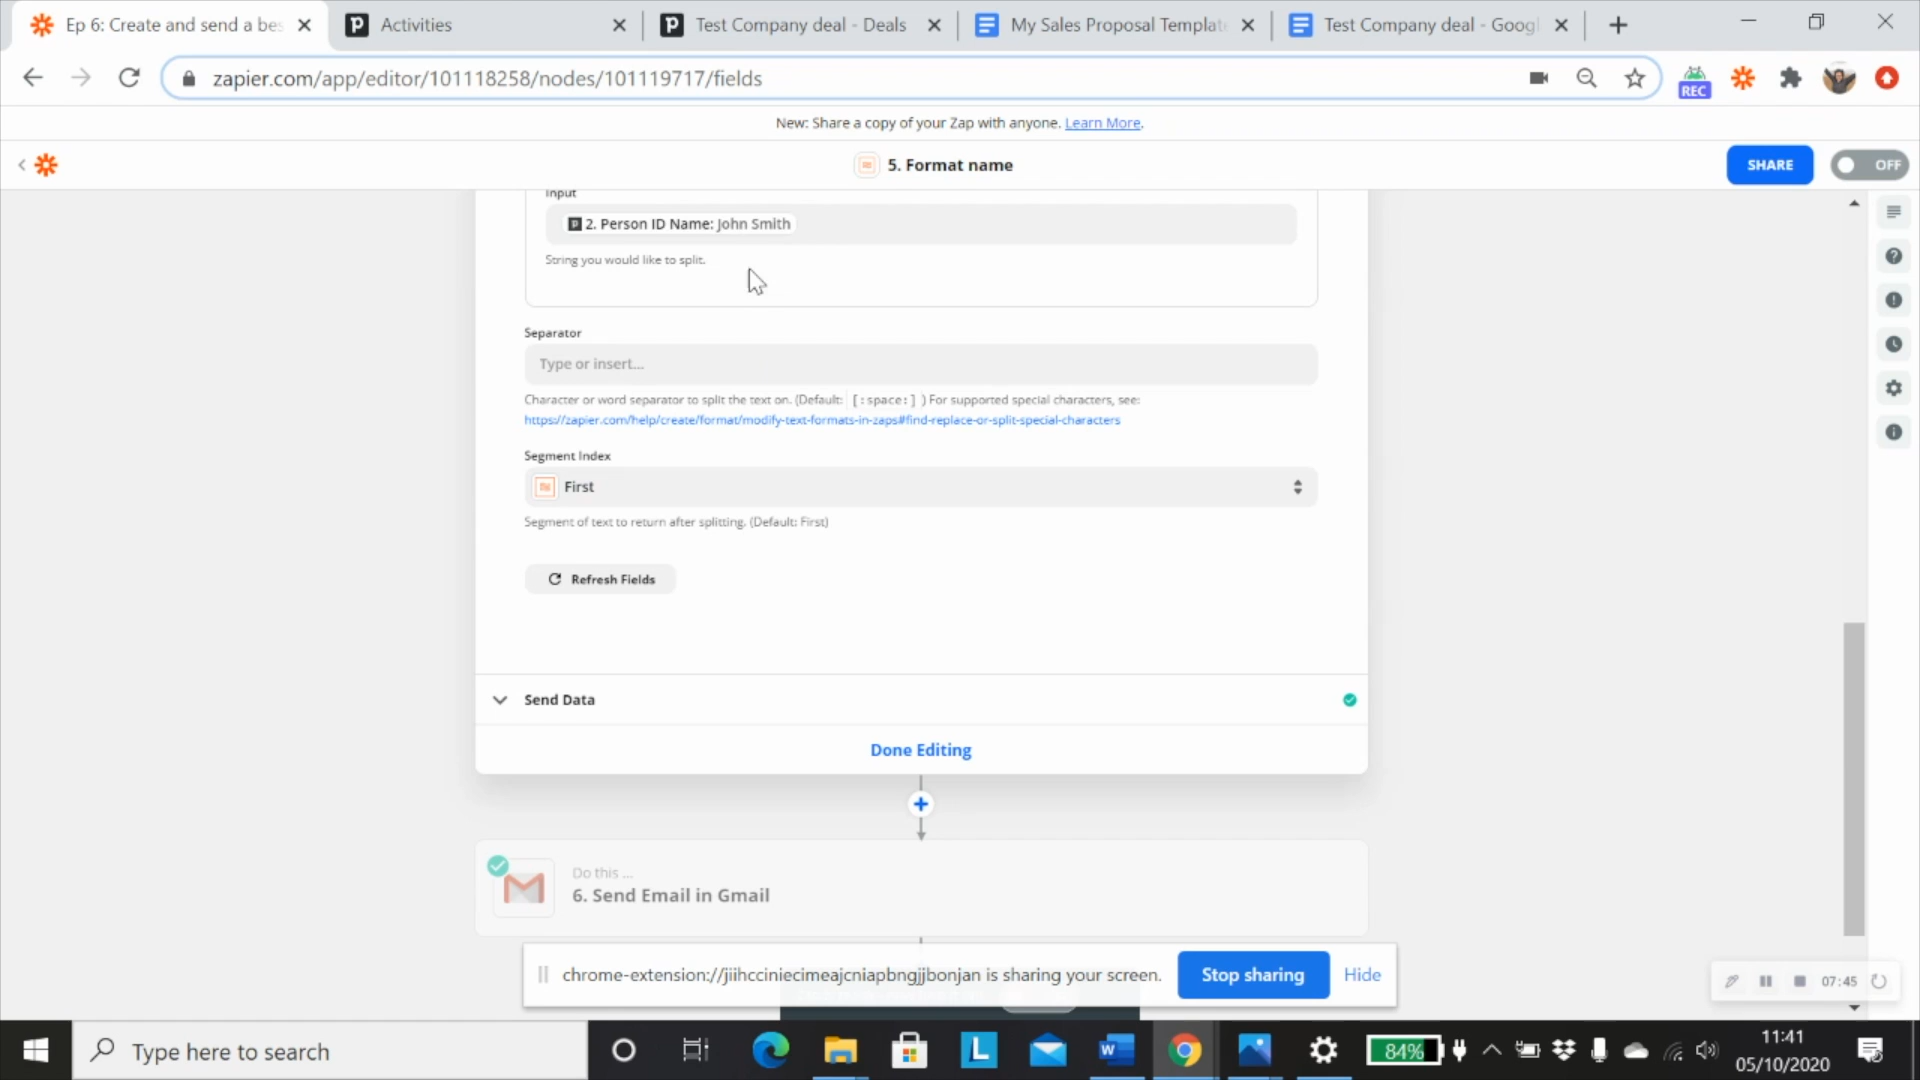 Ep 6: Create and send a bes
Activities
Test Company deal - Deals
My Sales Proposal Template
Test Company deal - Googl
zapier.com/app/editor/101118258/nodes/101119717/fields
REC
New: Share a copy of your Zap with anyone. Learn More.
5. Format name
SHARE
OFF
Input
2. Person ID Name: John Smith
String you would like to split.
Separator
Type or insert...
Character or word separator to split the text on. (Default: [:space:] ) For supported special characters, see:
https://zapier.com/help/create/format/modify-text-formats-in-zaps#find-replace-or-split-special-characters
Segment Index
First
Segment of text to return after splitting. (Default: First)
Refresh Fields
Send Data
Done Editing
Do this ...
6. Send Email in Gmail
chrome-extension://jiihcciniecimeajcniapbngjjbonjan is sharing your screen.
Stop sharing
Hide
07:45
Type here to search
84%
11:41
05/10/2020